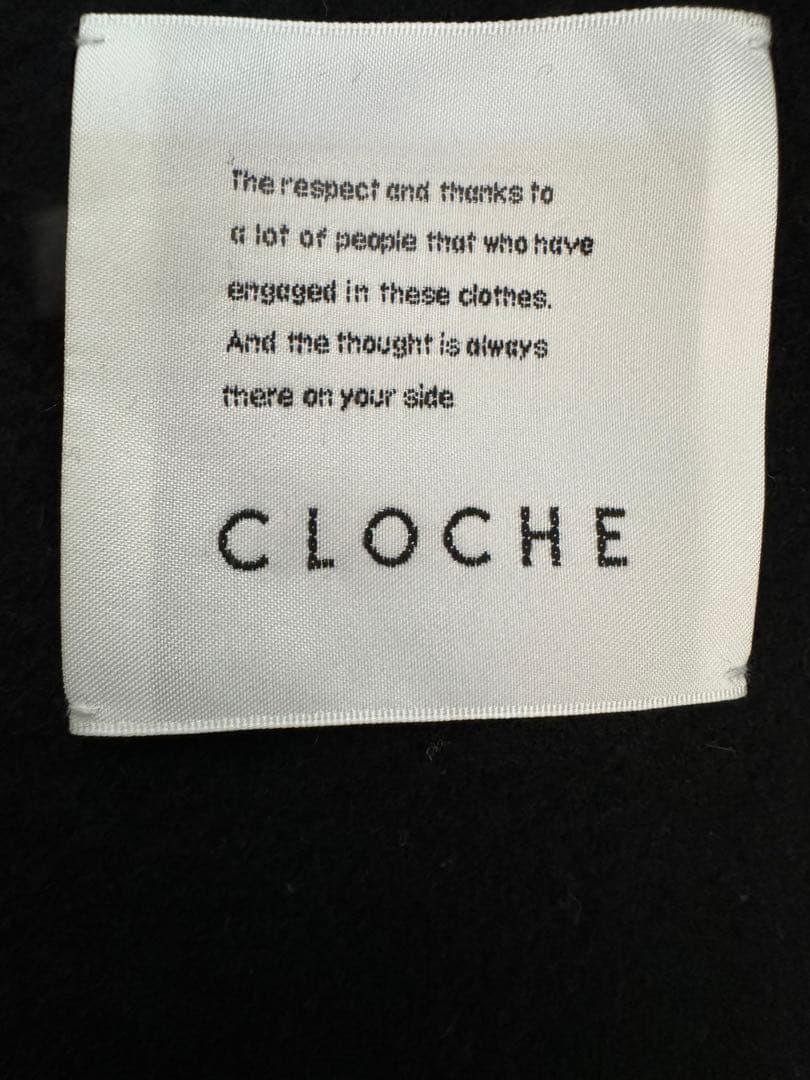 The respect and thanks to
a lot of people that who have
engaged in these clothes.
And the thought is always
there on your side
CLOCHE